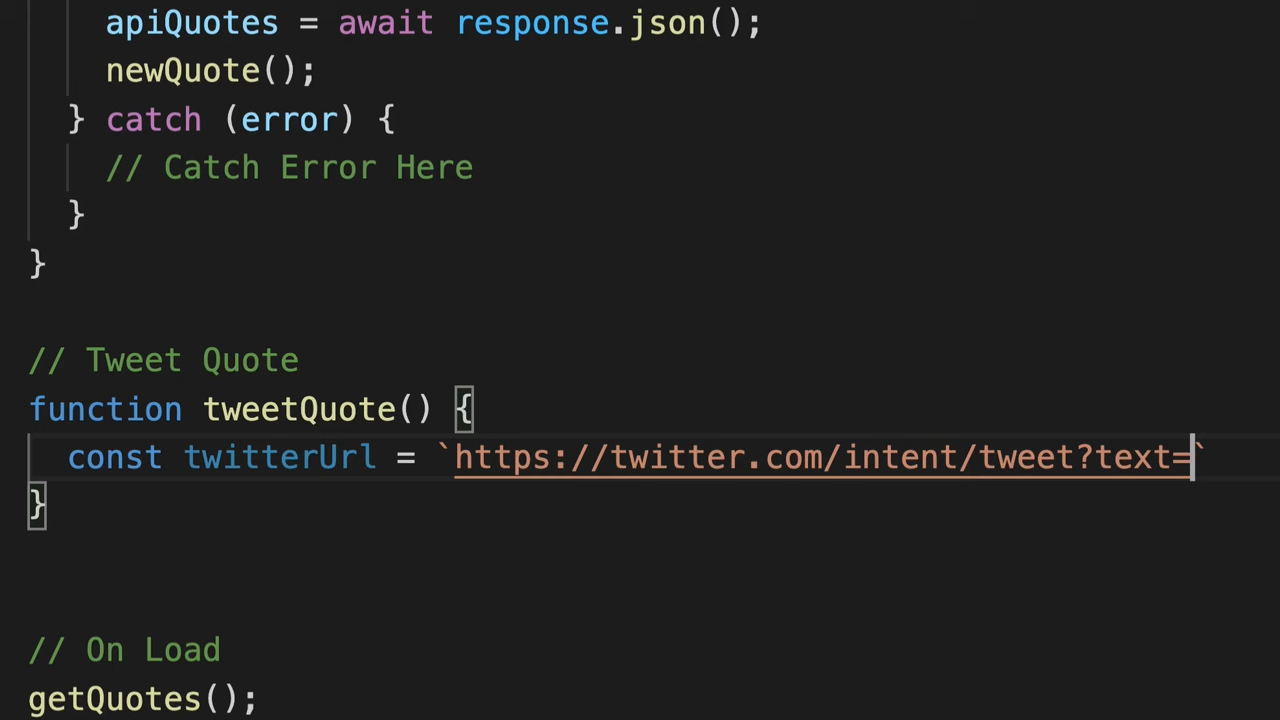 apiQuotes = await response.json();
newQuote();
} catch (error) {
// Catch Error Here
}
}
// Tweet Quote
function tweetQuote() {
const twitterUrl = `https://twitter.com/intent/tweet?text=`
}
// On Load
getQuotes();